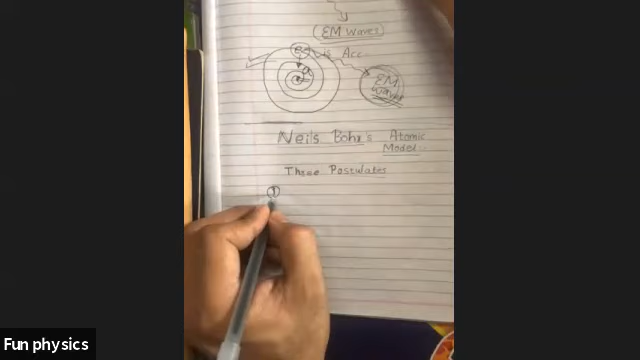 EM waves
e is Acc
EM
waves
Neils Bohr's Atomic
Model
Three Postulates
1
Fun physics